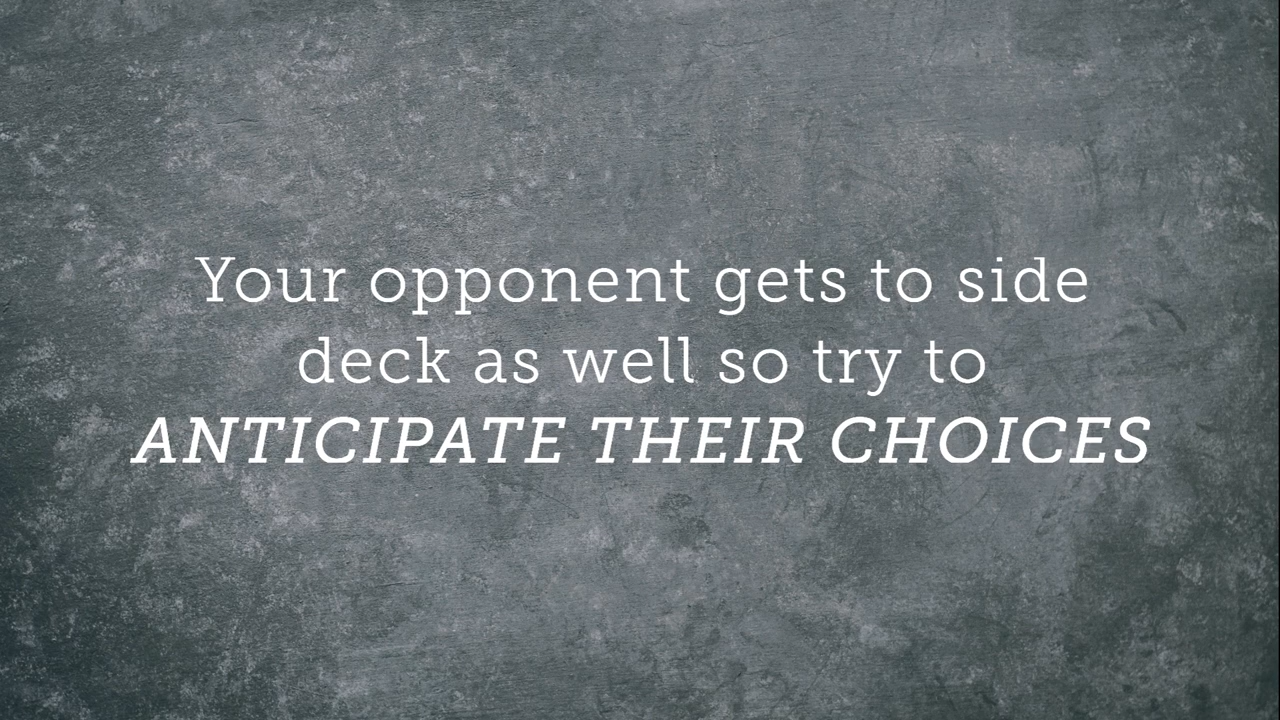 Your opponent gets to side
deck as well so try to
ANTICIPATE THEIR CHOICES